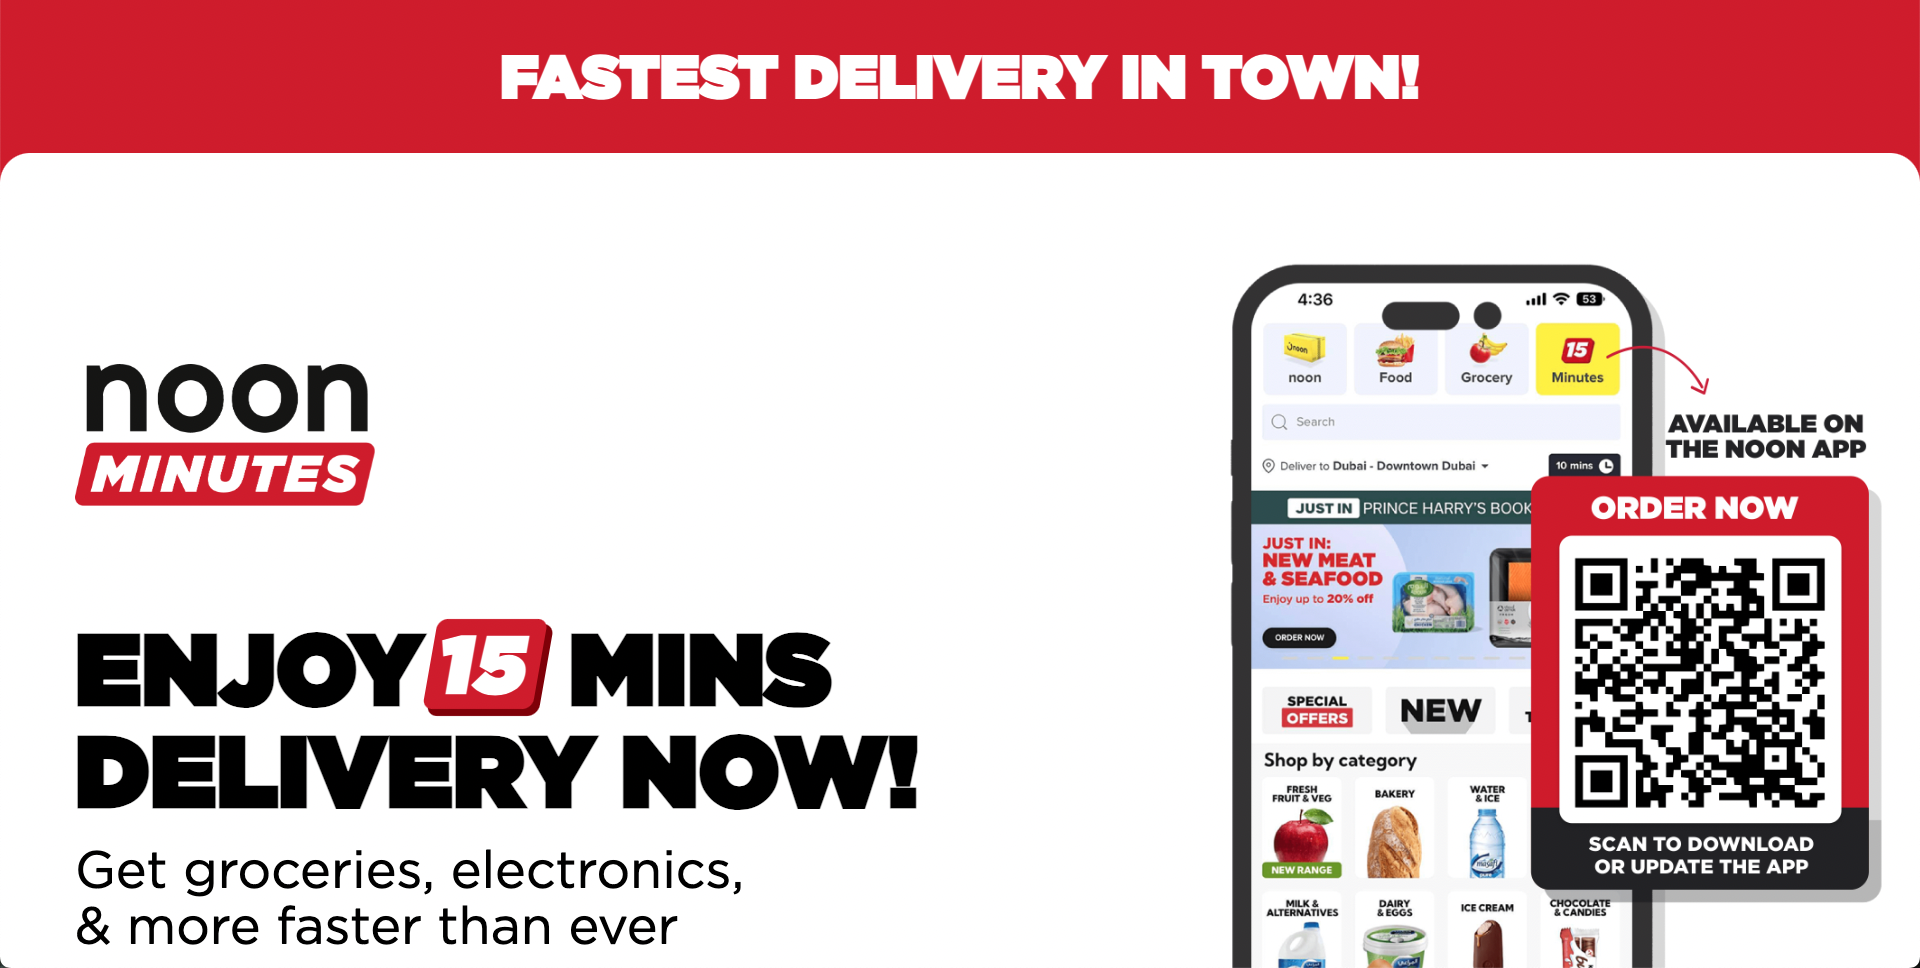 FASTEST DELIVERY IN TOWN!
noon
MINUTES
ENJOY 15 MINS
DELIVERY NOW!
Get groceries, electronics,
& more faster than ever
4:36
53
noon
noon
Food
Grocery
15
Minutes
Search
Deliver to Dubai - Downtown Dubai
10 mins
JUST IN PRINCE HARRY'S BOOK
JUST IN:
NEW MEAT
& SEAFOOD
Enjoy up to 20% off
ORDER NOW
SPECIAL
OFFERS
NEW
Shop by category
FRESH
FRUIT & VEG
NEW RANGE
BAKERY
WATER
& ICE
MILK &
ALTERNATIVES
DAIRY
& EGGS
ICE CREAM
CHOCOLATE
& CANDIES
AVAILABLE ON
THE NOON APP
ORDER NOW
SCAN TO DOWNLOAD
OR UPDATE THE APP